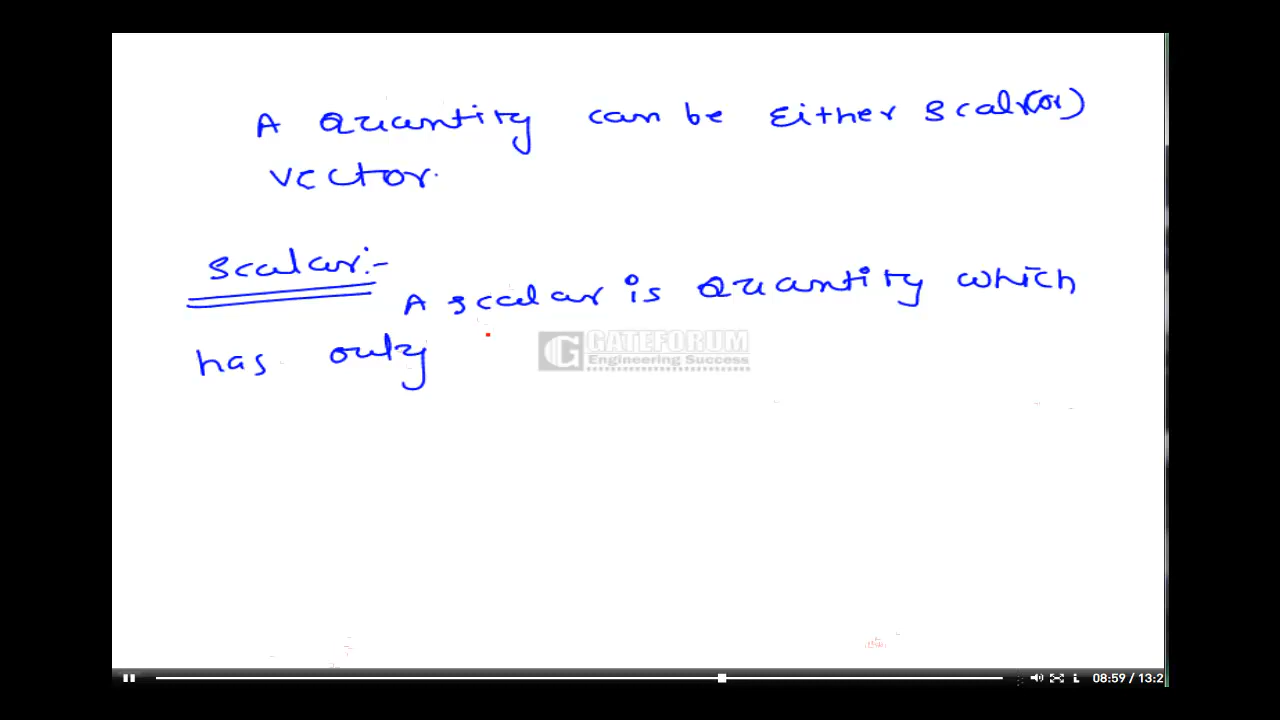 A Quantity can be Either Scalr(or)
vector.
Scalar:-
A scalar is Quantity which
has only
GATEFORUM
Engineering Success
08:59 / 13:2